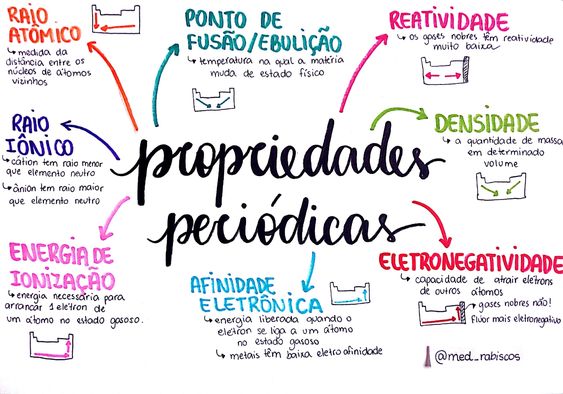 RAIO
ATÔMICO
medida da
distância entre os
núcleos de átomos
vizinhos
PONTO DE
FUSÃO/EBULIÇÃO
temperatura na qual a matéria
muda de estado físico
REATIVIDADE
os gases nobres têm reatividade
muito baixa
RAIO
IÔNICO
cátion tem raio menor
que elemento neutro
ânion tem raio maior
que elemento neutro
DENSIDADE
a quantidade de massa
em determinado
volume
propriedades
periódicas
ENERGIA DE
IONIZAÇÃO
energia necessária para
arrancar 1 elétron de
um átomo no estado gasoso.
AFINIDADE
ELETRÔNICA
energia liberada quando o
elétron se liga a um átomo
no estado gasoso
metais têm baixa eletroafinidade
ELETRONEGATIVIDADE
capacidade de atrair elétrons
de outros átomos
gases nobres não!
Flúor mais eletronegativo
@med_rabiscos